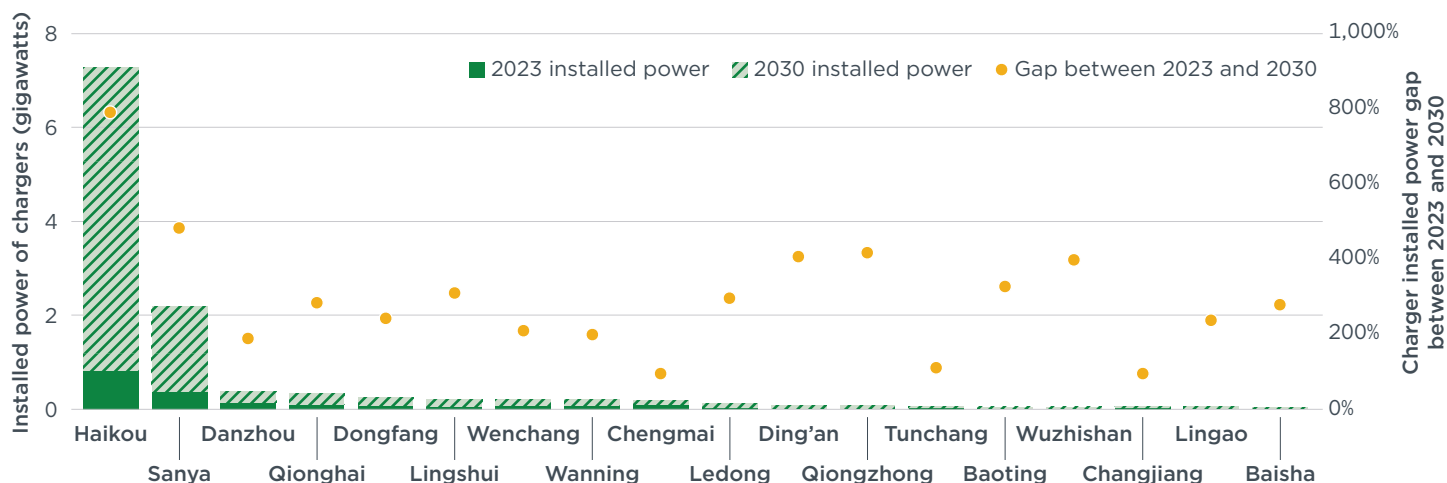 Installed power of chargers (gigawatts)
8
6
4
2
0
2023 installed power
2030 installed power
Gap between 2023 and 2030
1,000%
800%
600%
400%
200%
0%
Charger installed power gap
between 2023 and 2030
Haikou
Danzhou
Dongfang
Wenchang
Chengmai
Ding'an
Tunchang
Wuzhishan
Lingao
Sanya
Qionghai
Lingshui
Wanning
Ledong
Qiongzhong
Baoting
Changjiang
Baisha